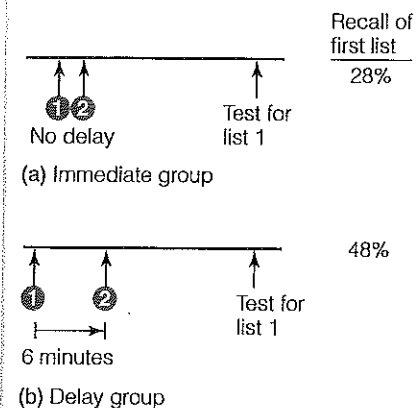 Recall of
first list
28%
1 2
No delay
Test for
list 1
(a) Immediate group
48%
1 2
Test for
list 1
6 minutes
(b) Delay group